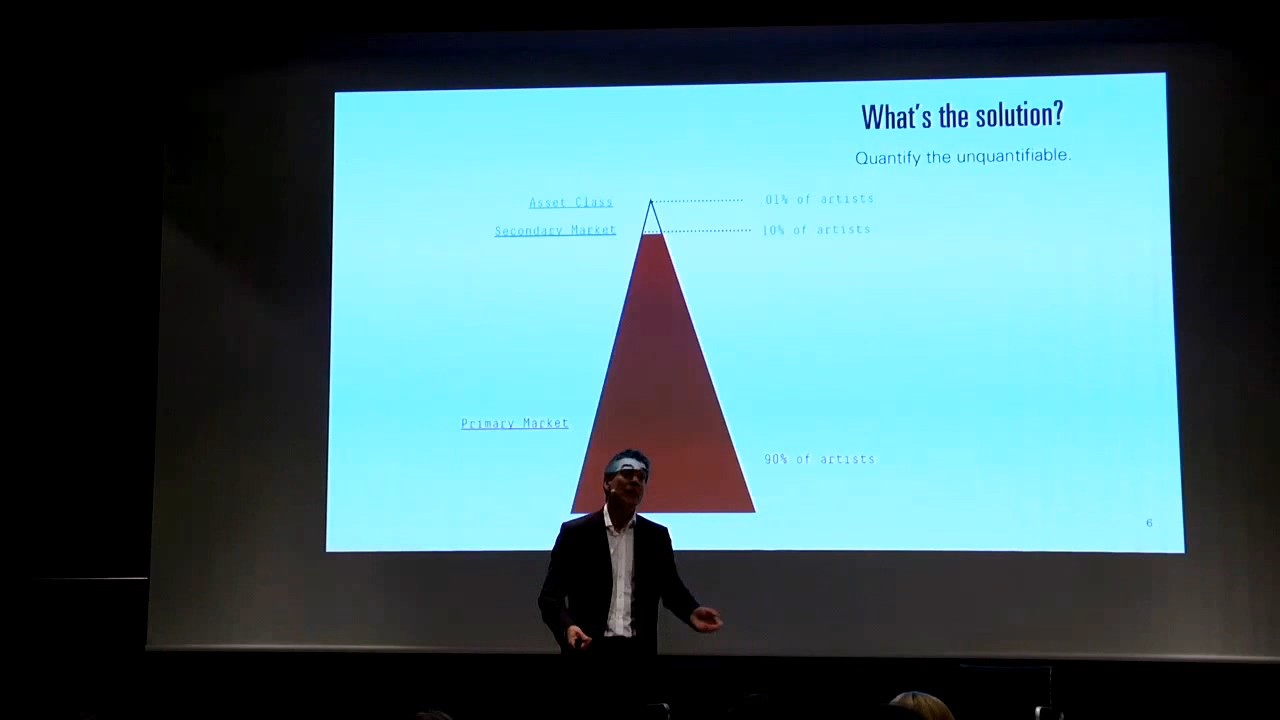 What's the solution?
Quantify the unquantifiable.
Asset Class
.01% of artists
Secondary Market
10% of artists
Primary Market
90% of artists
6